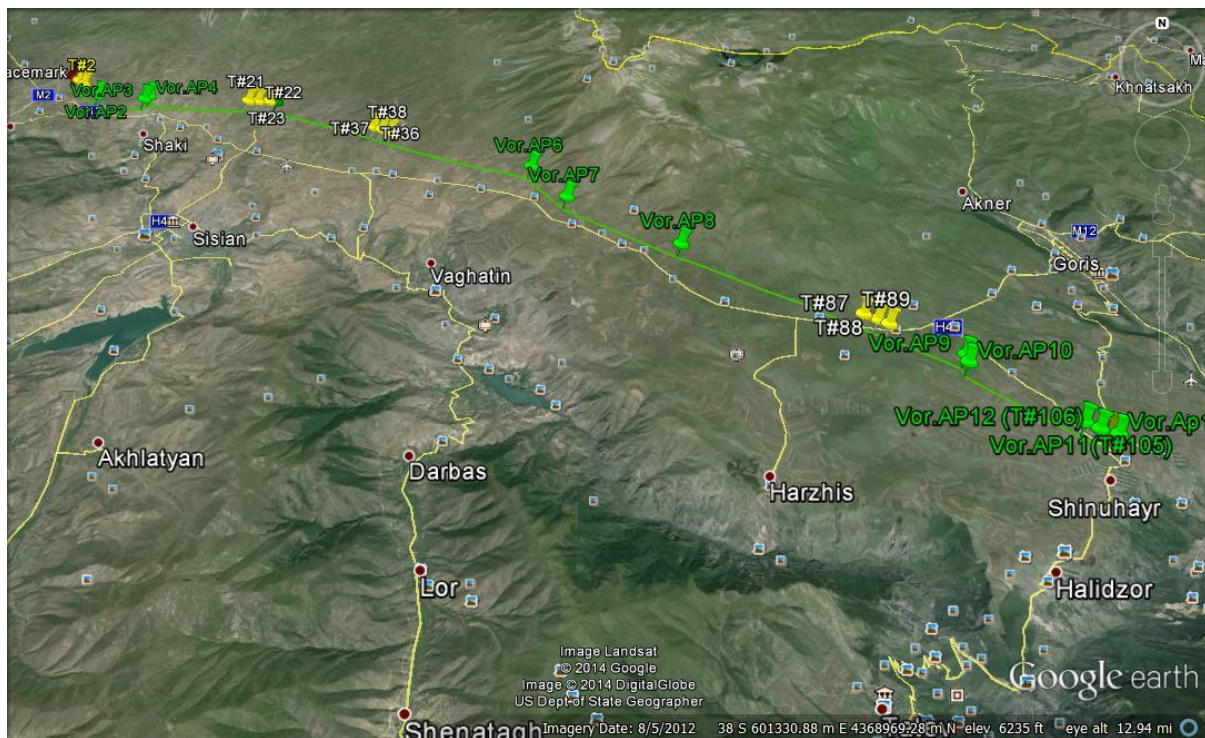 N
T#2
acemark
M2
Vor.AP3
Vor.AP4
Vor.AP2
T#21
T#22
T#23
T#38
T#37
T#36
Khnatsakh
Shaki
Vor.AP6
Vor.AP7
Akner
H4
Sisian
Vor.AP8
M12
Goris
Vaghatin
T#87
T#89
T#88
H4
Vor.AP9
Vor.AP10
Vor.AP12 (T#106)
Vor.Ap1
Vor.AP11(T#105)
Akhlatyan
Darbas
Harzhis
Shinuhayr
Lor
Halidzor
Image Landsat
© 2014 Google
Image © 2014 DigitalGlobe
US Dept of State Geographer
Google earth
Shenatagh
Imagery Date: 8/5/2012 38 S 601330.88 m E 4368969.28 m N elev 6235 ft eye alt 12.94 mi